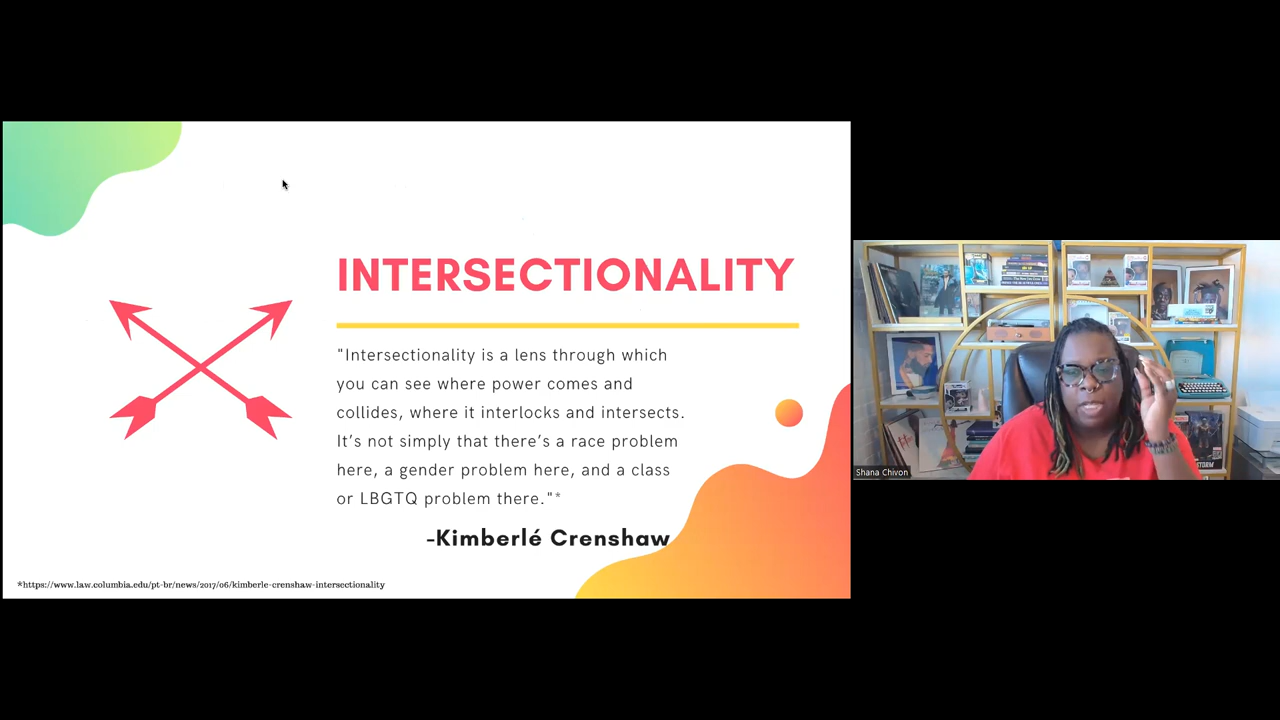 INTERSECTIONALITY
"Intersectionality is a lens through which
you can see where power comes and
collides, where it interlocks and intersects.
It's not simply that there's a race problem
here, a gender problem here, and a class
or LBGTQ problem there."*
-Kimberlé Crenshaw
*https://www.law.columbia.edu/pt-br/news/2017/06/kimberle-crenshaw-intersectionality
Shana Chivon